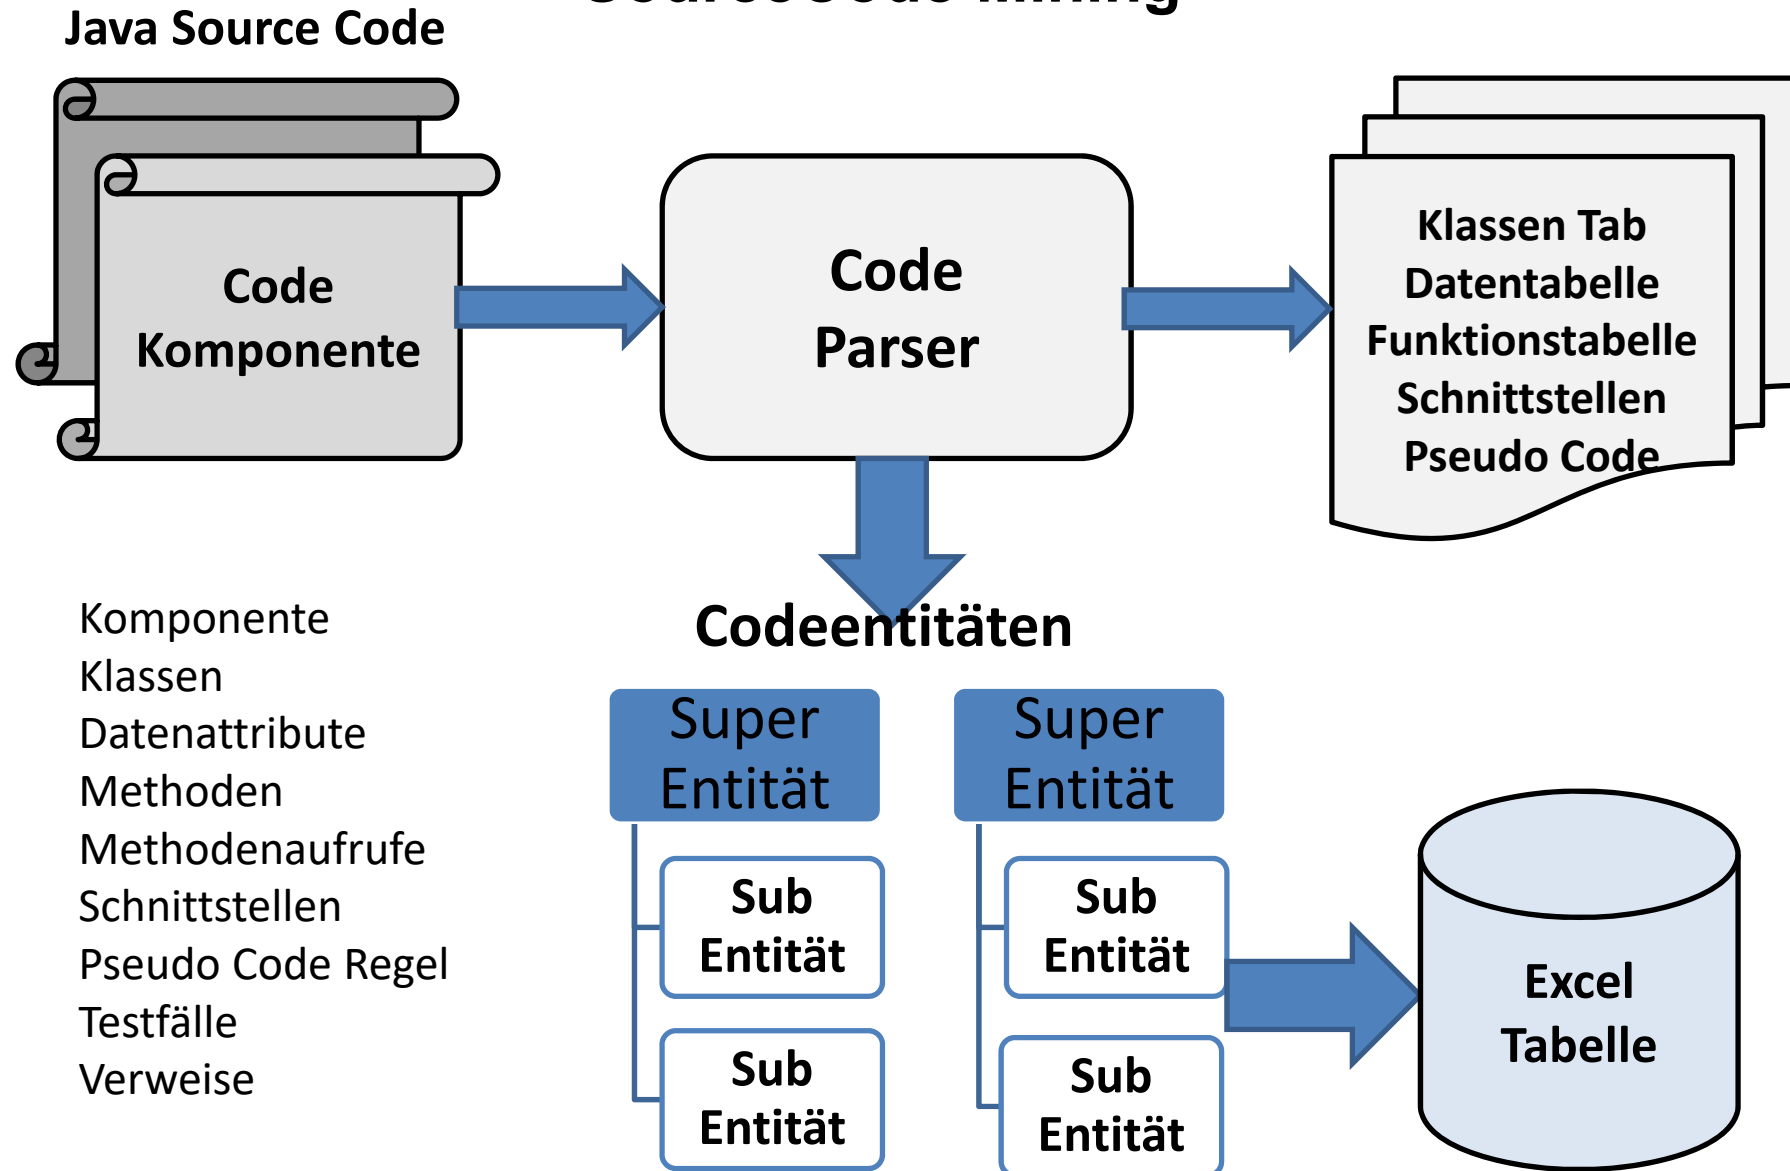 SourceCode Mining
Java Source Code
Code
Komponente
Code
Parser
Klassen Tab
Datentabelle
Funktionstabelle
Schnittstellen
Pseudo Code
Komponente
Klassen
Datenattribute
Methoden
Methodenaufrufe
Schnittstellen
Pseudo Code Regel
Testfälle
Verweise
Codeentitäten
Super
Entität
Sub
Entität
Sub
Entität
Super
Entität
Sub
Entität
Sub
Entität
Excel
Tabelle